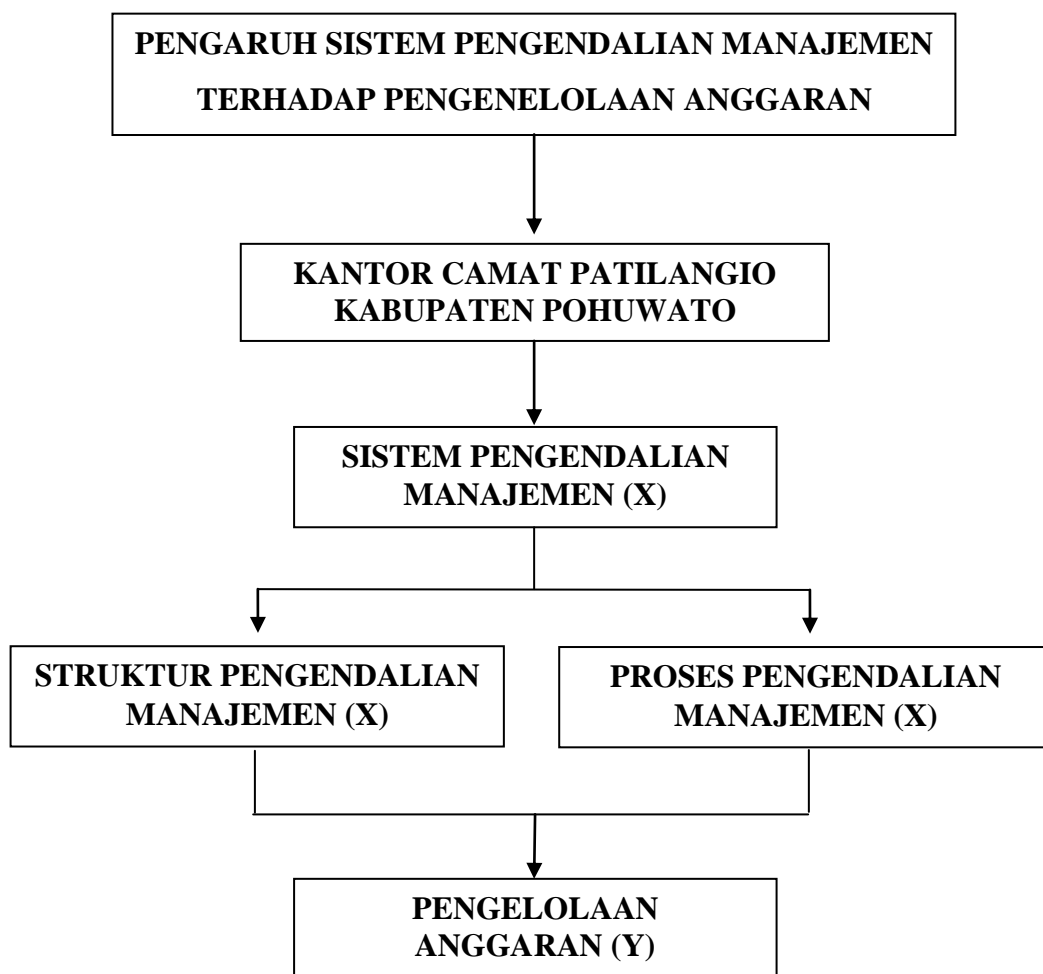 PENGARUH SISTEM PENGENDALIAN MANAJEMEN
TERHADAP PENGENELOLAAN ANGGARAN
KANTOR CAMAT PATILANGIO
KABUPATEN POHUWATO
SISTEM PENGENDALIAN
MANAJEMEN (X)
STRUKTUR PENGENDALIAN
MANAJEMEN (X)
PROSES PENGENDALIAN
MANAJEMEN (X)
PENGELOLAAN
ANGGARAN (Y)